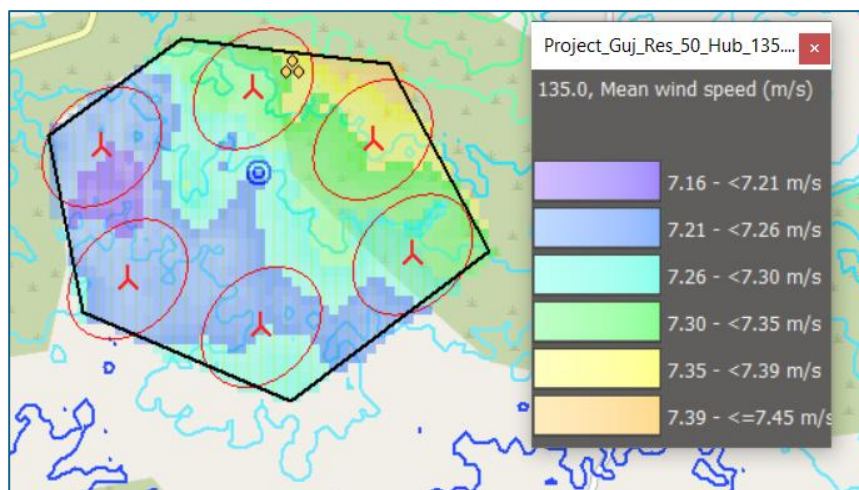 Project_Guj_Res_50_Hub_135....
×
135.0, Mean wind speed (m/s)
7.16 - <7.21 m/s
7.21 - <7.26 m/s
7.26 - <7.30 m/s
7.30 - <7.35 m/s
7.35 - <7.39 m/s
7.39 - <=7.45 m/s